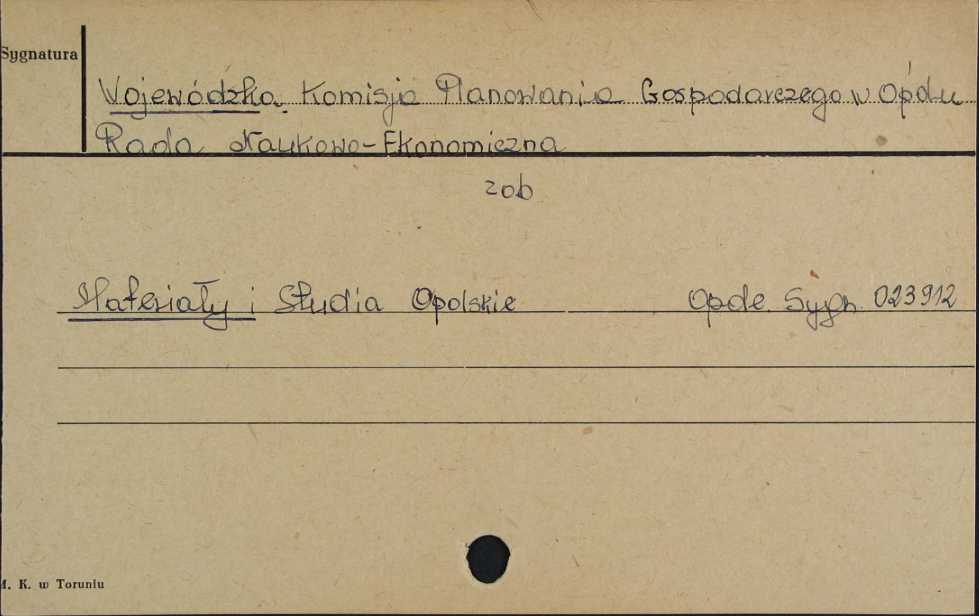 Sygnatura
Wojewódzka Komisja Planowania Gospodarczego w Opolu
Rada Naukowo-Ekonomiczna
zob
Materiały i Studia Opolskie Opole. Sygn. 023912
M. K. w Toruniu